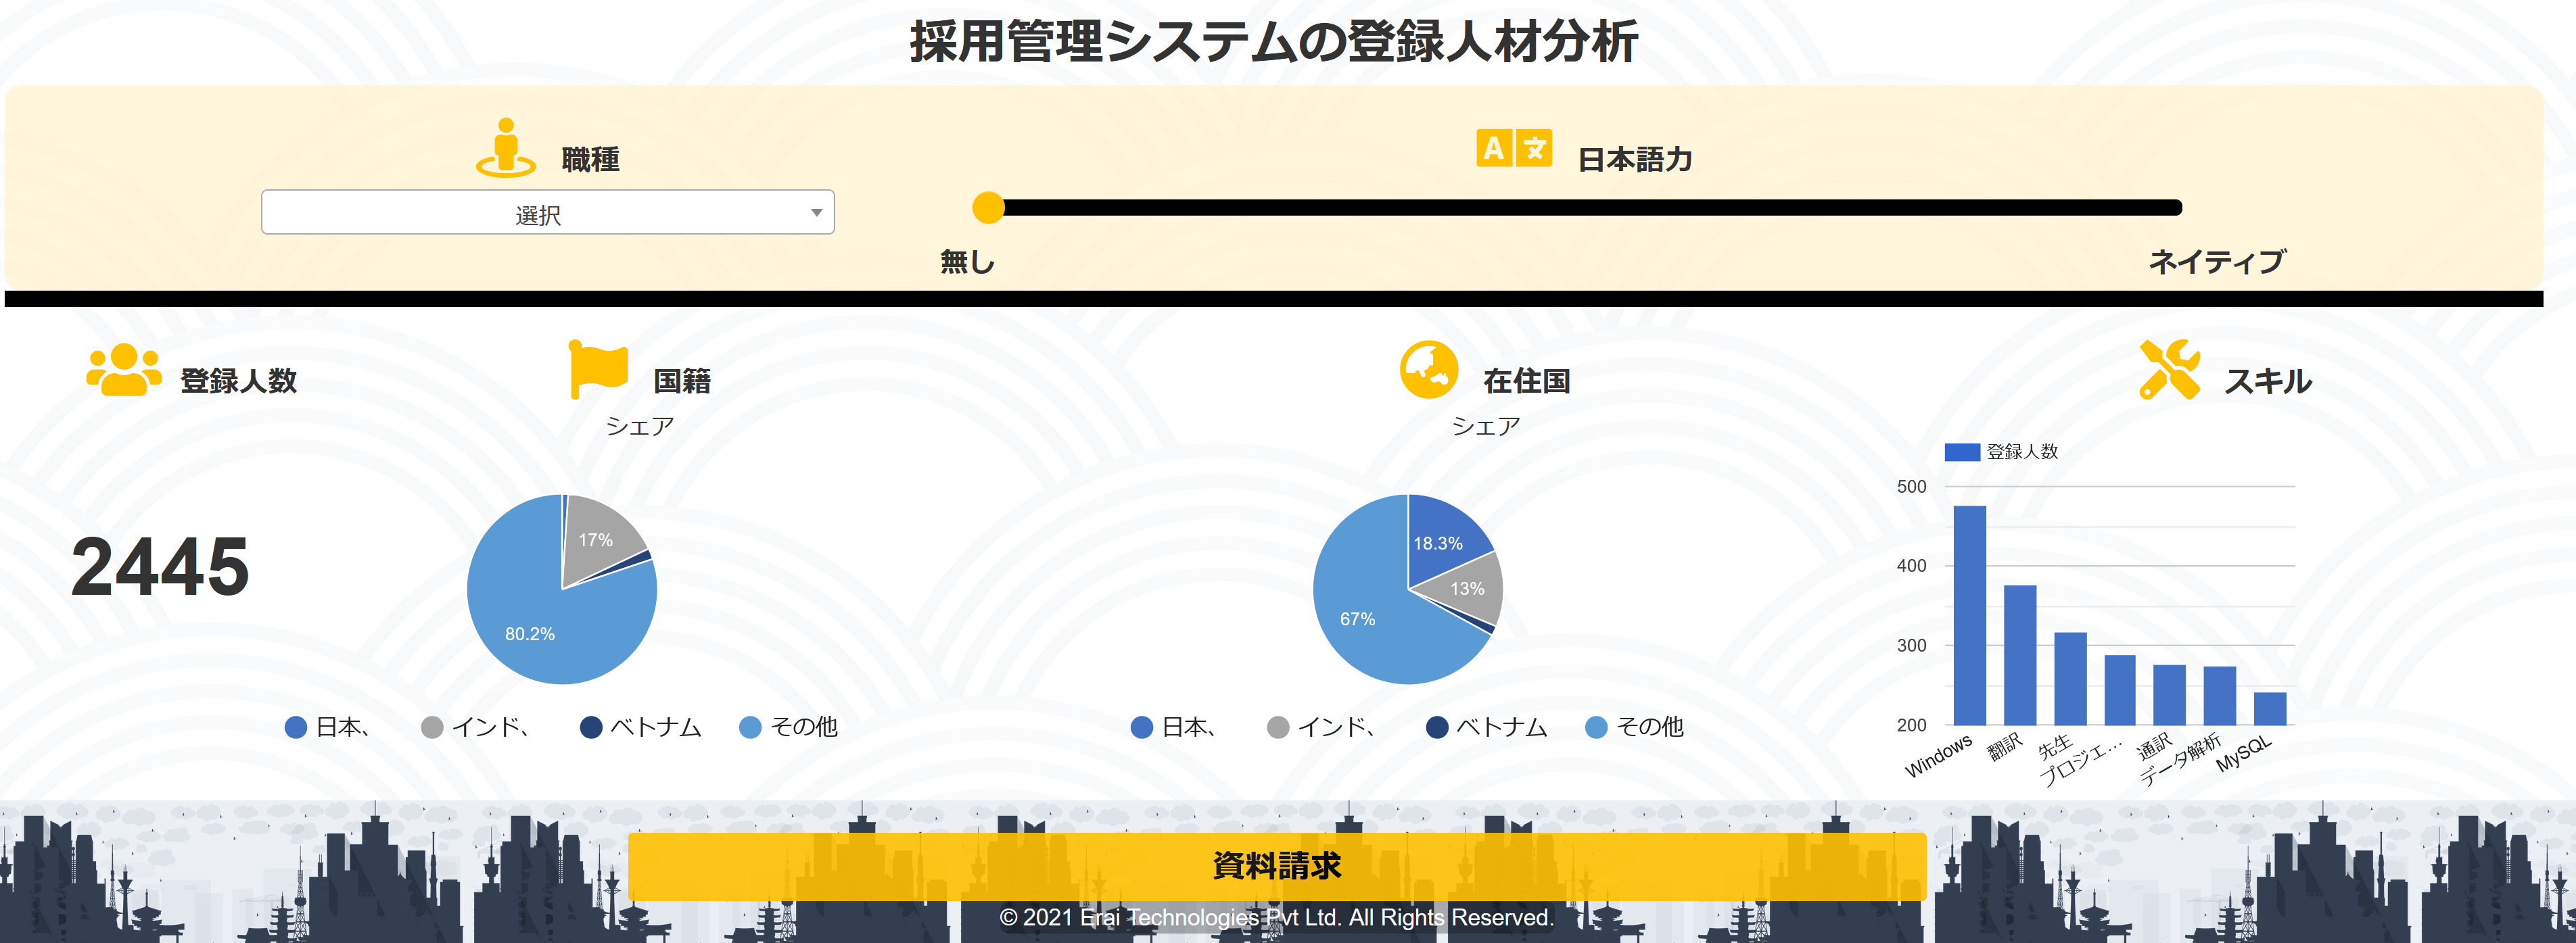 採用管理システムの登録人材分析
職種
選択
A 文
日本語力
無し
ネイティブ
登録人数
2445
国籍
シェア
17%
80.2%
日本、 インド、 ベトナム その他
在住国
シェア
18.3%
13%
67%
日本、 インド、 ベトナム その他
スキル
登録人数
500
400
300
200
Windows
翻訳
先生
プロジェ…
通訳
データ解析
MySQL
資料請求
© 2021 Erai Technologies Pvt Ltd. All Rights Reserved.